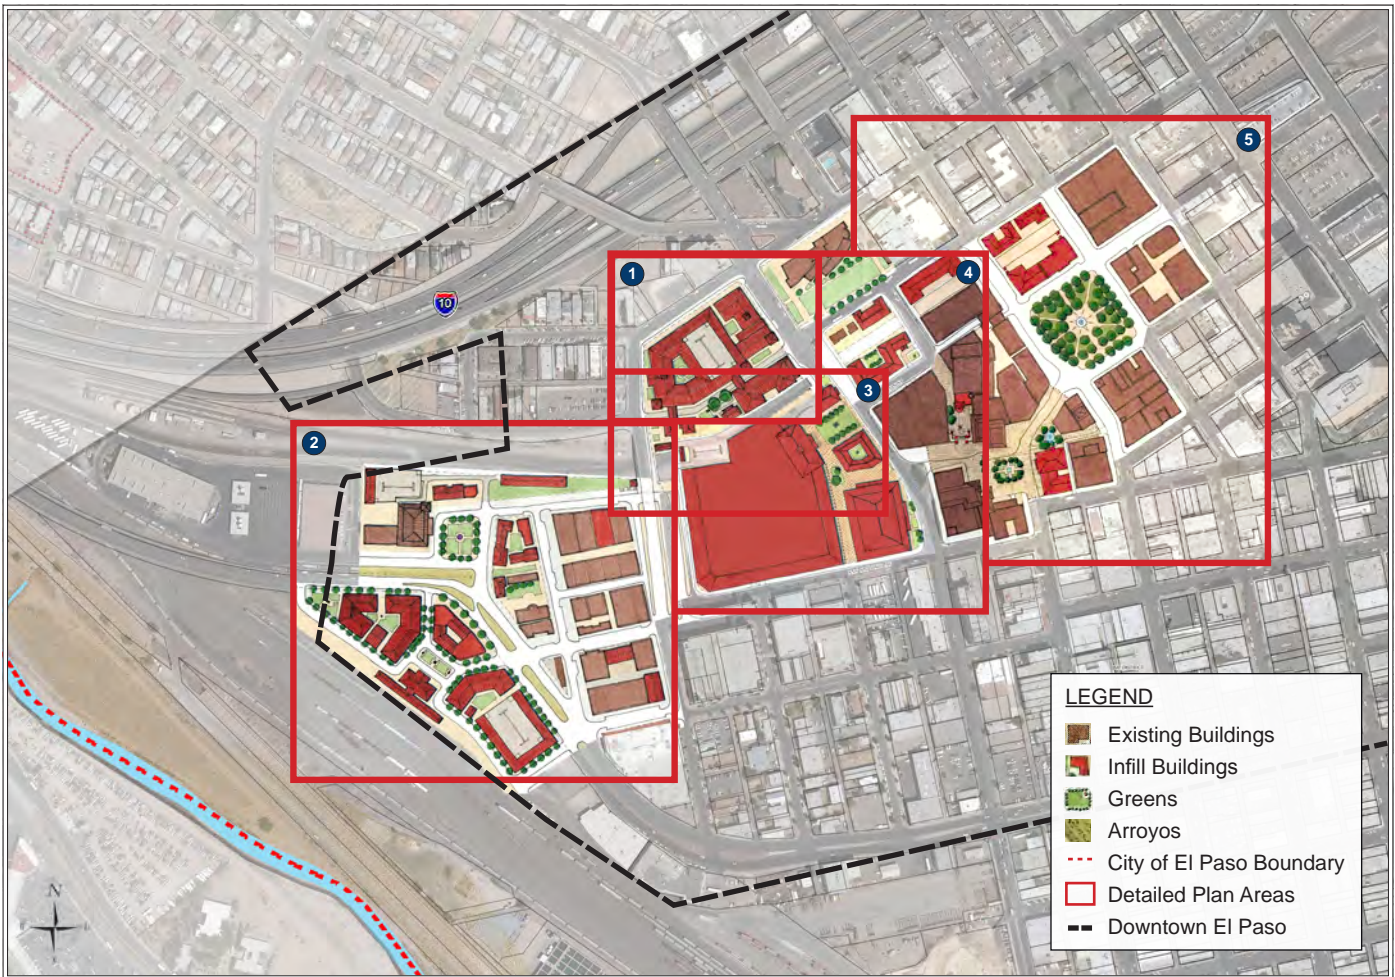 5
1
4
10
3
2
LEGEND
Existing Buildings
Infill Buildings
Greens
Arroyos
City of El Paso Boundary
Detailed Plan Areas
Downtown El Paso
N